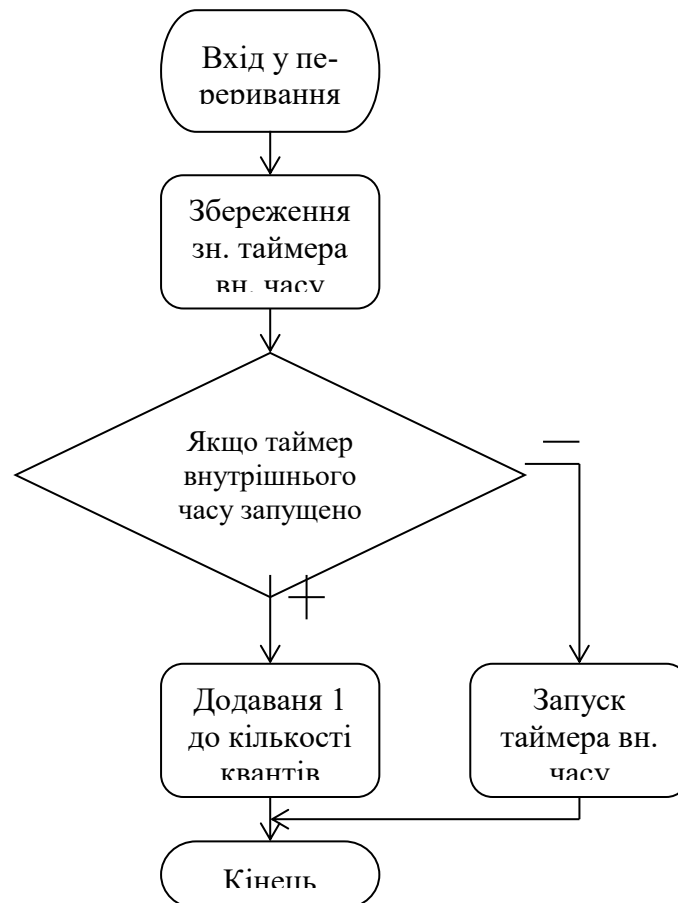 Вхід у пе-
реривання
Збереження
зн. таймера
вн. часу
Якщо таймер
внутрішнього
часу запущено
—
+
Додаваня 1
до кількості
квантів
Запуск
таймера вн.
часу
Кінець